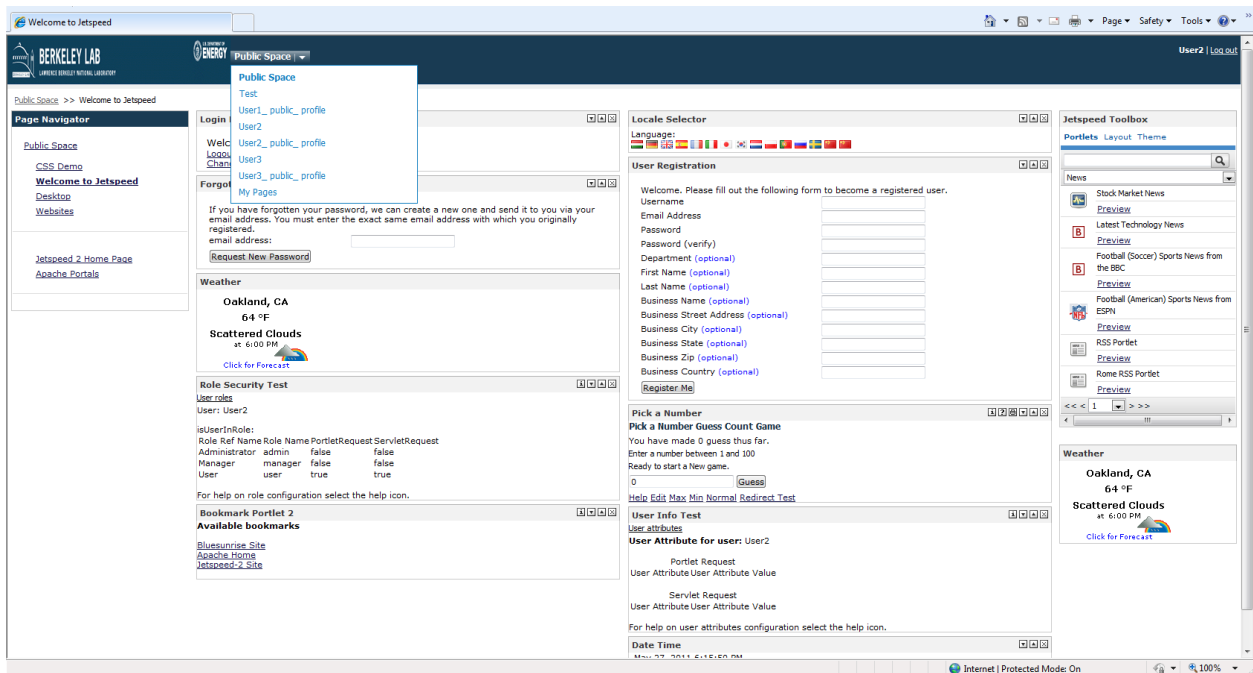 Welcome to Jetspeed
Page Safety Tools
BERKELEY LAB
LAWRENCE BERKELEY NATIONAL LABORATORY
U.S. DEPARTMENT OF
ENERGY
Public Space
User2 | Log out
Public Space
Test
User1_ public_ profile
User2
User2_ public_ profile
User3
User3_ public_ profile
My Pages
Public Space >> Welcome to Jetspeed
Page Navigator
Public Space
CSS Demo
Welcome to Jetspeed
Desktop
Websites
Jetspeed 2 Home Page
Apache Portals
Login
Welc
Logou
Chan
Forgot
If you have forgotten your password, we can create a new one and send it to you via your
email address. You must enter the exact same email address with which you originally
registered.
email address:
Request New Password
Weather
Oakland, CA
64 °F
Scattered Clouds
at 6:00 PM
Click for Forecast
Role Security Test
User roles
User: User2
isUserInRole:
Role Ref Name Role Name PortletRequest ServletRequest
Administrator admin false false
Manager manager false false
User user true true
For help on role configuration select the help icon.
Bookmark Portlet 2
Available bookmarks
Bluesunrise Site
Apache Home
Jetspeed-2 Site
Locale Selector
Language:
User Registration
Welcome. Please fill out the following form to become a registered user.
Username
Email Address
Password
Password (verify)
Department (optional)
First Name (optional)
Last Name (optional)
Business Name (optional)
Business Street Address (optional)
Business City (optional)
Business State (optional)
Business Zip (optional)
Business Country (optional)
Register Me
Pick a Number
Pick a Number Guess Count Game
You have made 0 guess thus far.
Enter a number between 1 and 100
Ready to start a New game.
0 Guess
Help Edit Max Min Normal Redirect Test
User Info Test
User attributes
User Attribute for user: User2
Portlet Request
User Attribute User Attribute Value
Servlet Request
User Attribute User Attribute Value
For help on user attributes configuration select the help icon.
Date Time
May 27, 2011 6:15:50 PM
Jetspeed Toolbox
Portlets Layout Theme
News
Stock Market News
Preview
Latest Technology News
Preview
Football (Soccer) Sports News from
the BBC
Preview
Football (American) Sports News from
ESPN
Preview
RSS Portlet
Preview
Rome RSS Portlet
Preview
<< < 1 > >>
Weather
Oakland, CA
64 °F
Scattered Clouds
at 6:00 PM
Click for Forecast
Internet | Protected Mode: On
100%